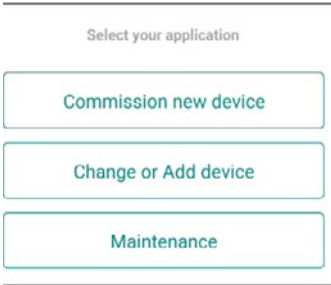 Select your application
Commission new device
Change or Add device
Maintenance